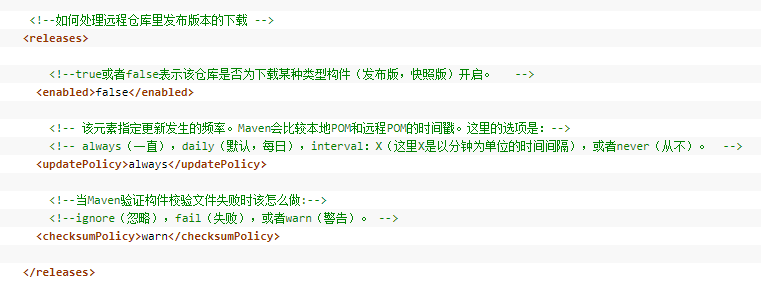 <!--如何处理远程仓库里发布版本的下载 -->
<releases>
<!--true或者false表示该仓库是否为下载某种类型构件（发布版，快照版）开启。 -->
<enabled>false</enabled>
<!-- 该元素指定更新发生的频率。Maven会比较本地POM和远程POM的时间戳。这里的选项是：-->
<!-- always（一直），daily（默认，每日），interval：X（这里X是以分钟为单位的时间间隔），或者never（从不）。 -->
<updatePolicy>always</updatePolicy>
<!--当Maven验证构件校验文件失败时该怎么做:-->
<!--ignore（忽略），fail（失败），或者warn（警告）。 -->
<checksumPolicy>warn</checksumPolicy>
</releases>